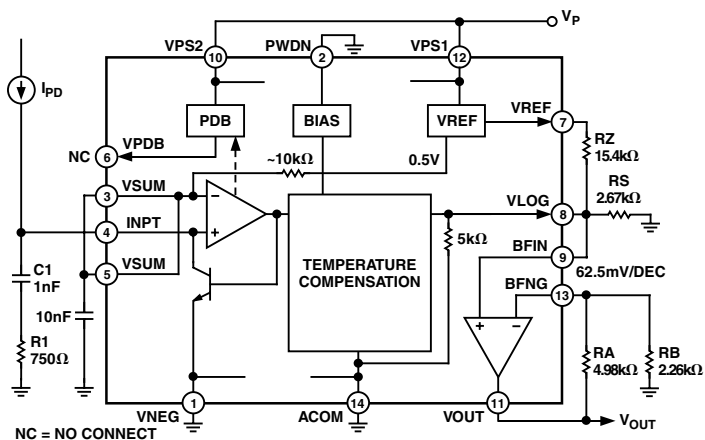 VP
VPS2
PWDN
VPS1
10
2
12
IPD
PDB
BIAS
VREF
VREF
7
VPDB
NC
6
~10kΩ
0.5V
RZ
15.4kΩ
VSUM
3
−
VLOG
8
RS
2.67kΩ
INPT
4
+
5kΩ
VSUM
5
TEMPERATURE
COMPENSATION
BFIN
9
62.5mV/DEC
BFNG
13
C1
1nF
10nF
+
−
R1
750Ω
RA
4.98kΩ
RB
2.26kΩ
1
14
11
VNEG
ACOM
VOUT
VOUT
NC = NO CONNECT